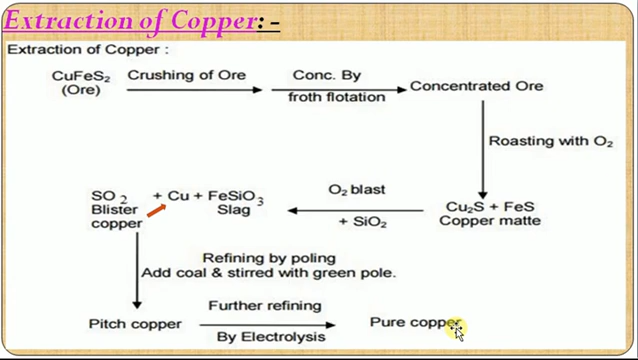 Extraction of Copper: -
Extraction of Copper :
CuFeS₂ Crushing of Ore Conc. By
(Ore) froth flotation Concentrated Ore
Roasting with O₂
SO₂ + Cu + FeSiO₃ O₂ blast Cu₂S + FeS
Blister Slag + SiO₂ Copper matte
copper
Refining by poling
Add coal & stirred with green pole.
Further refining
Pitch copper Pure copper
By Electrolysis